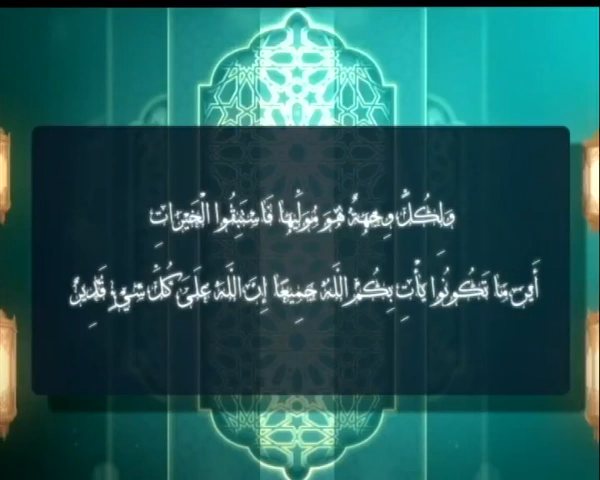 وَلِكُلٍّ وِجْهَةٌ هُوَ مُوَلِّيهَا فَاسْتَبِقُوا الْخَيْرَاتِ
أَيْنَ مَا تَكُونُوا يَأْتِ بِكُمُ اللَّهُ جَمِيعًا إِنَّ اللَّهَ عَلَىٰ كُلِّ شَيْءٍ قَدِيرٌ